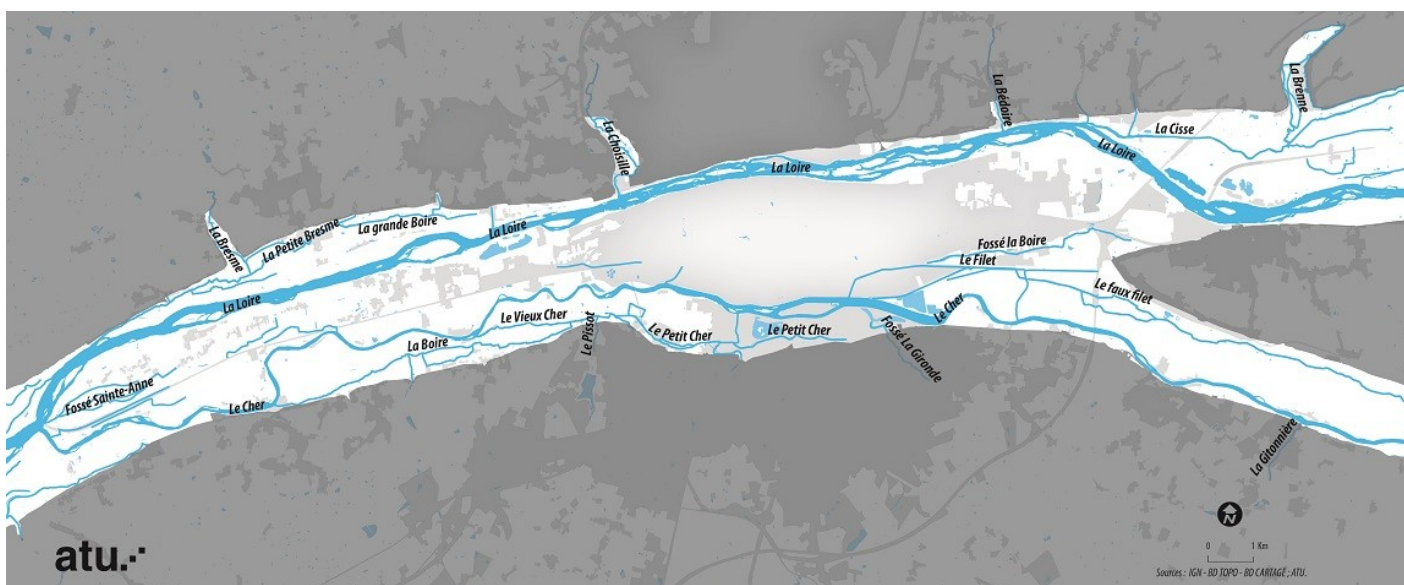 La Brenne
La Bédoire
La Cisse
La Loire
La Choisille
La Loire
La grande Boire
La Petite Bresme
La Bresme
La Loire
La Loire
Fossé la Boire
Le Filet
Le faux filet
Le Cher
Le Vieux Cher
La Boire
Le Pissot
Le Petit Cher
Le Petit Cher
Fossé La Gironde
Fossé Sainte-Anne
Le Cher
La Gitonnière
N
0 1 Km
atu.
Sources : IGN - BD TOPO - BD CARTAGE ; ATU.